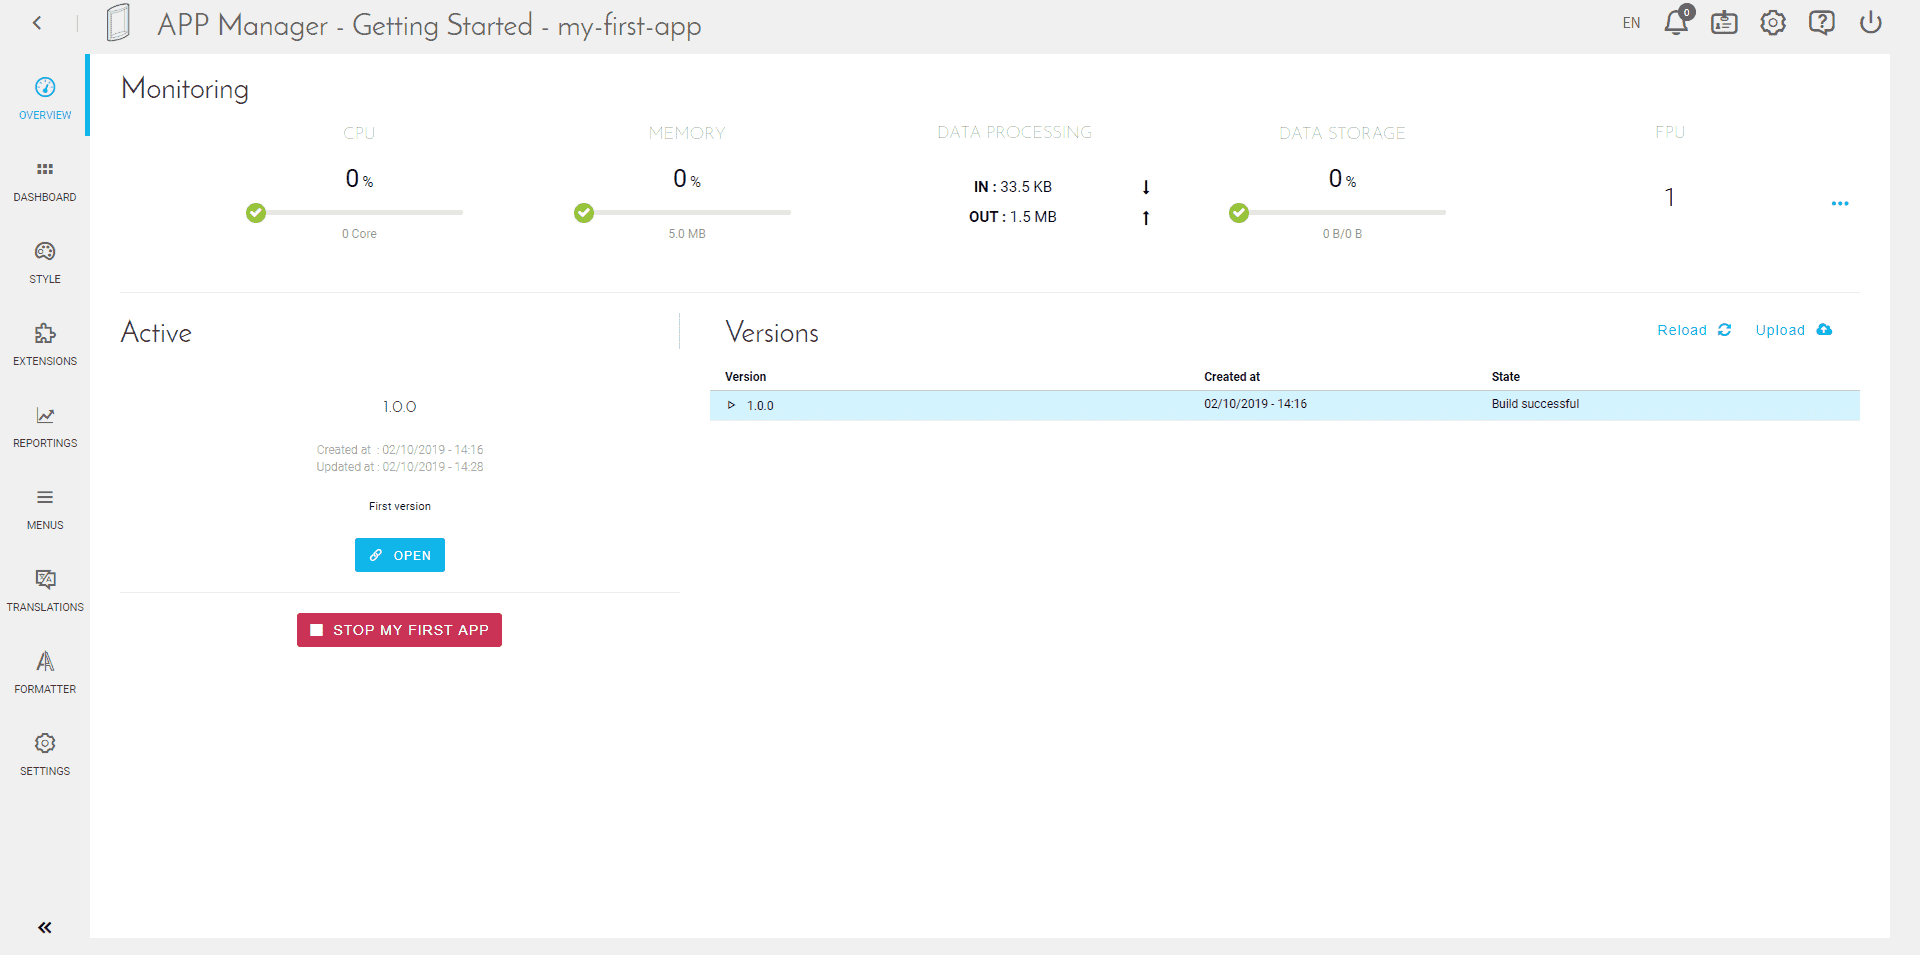 APP Manager - Getting Started - my-first-app
EN
0
OVERVIEW
DASHBOARD
STYLE
EXTENSIONS
REPORTINGS
MENUS
TRANSLATIONS
FORMATTER
SETTINGS
Monitoring
CPU
0 %
0 Core
MEMORY
0 %
5.0 MB
DATA PROCESSING
IN : 33.5 KB
OUT : 1.5 MB
DATA STORAGE
0 %
0 B/0 B
FPU
1
Active
1.0.0
Created at : 02/10/2019 - 14:16
Updated at : 02/10/2019 - 14:28
First version
OPEN
STOP MY FIRST APP
Versions
Reload
Upload
Version Created at State
1.0.0 02/10/2019 - 14:16 Build successful